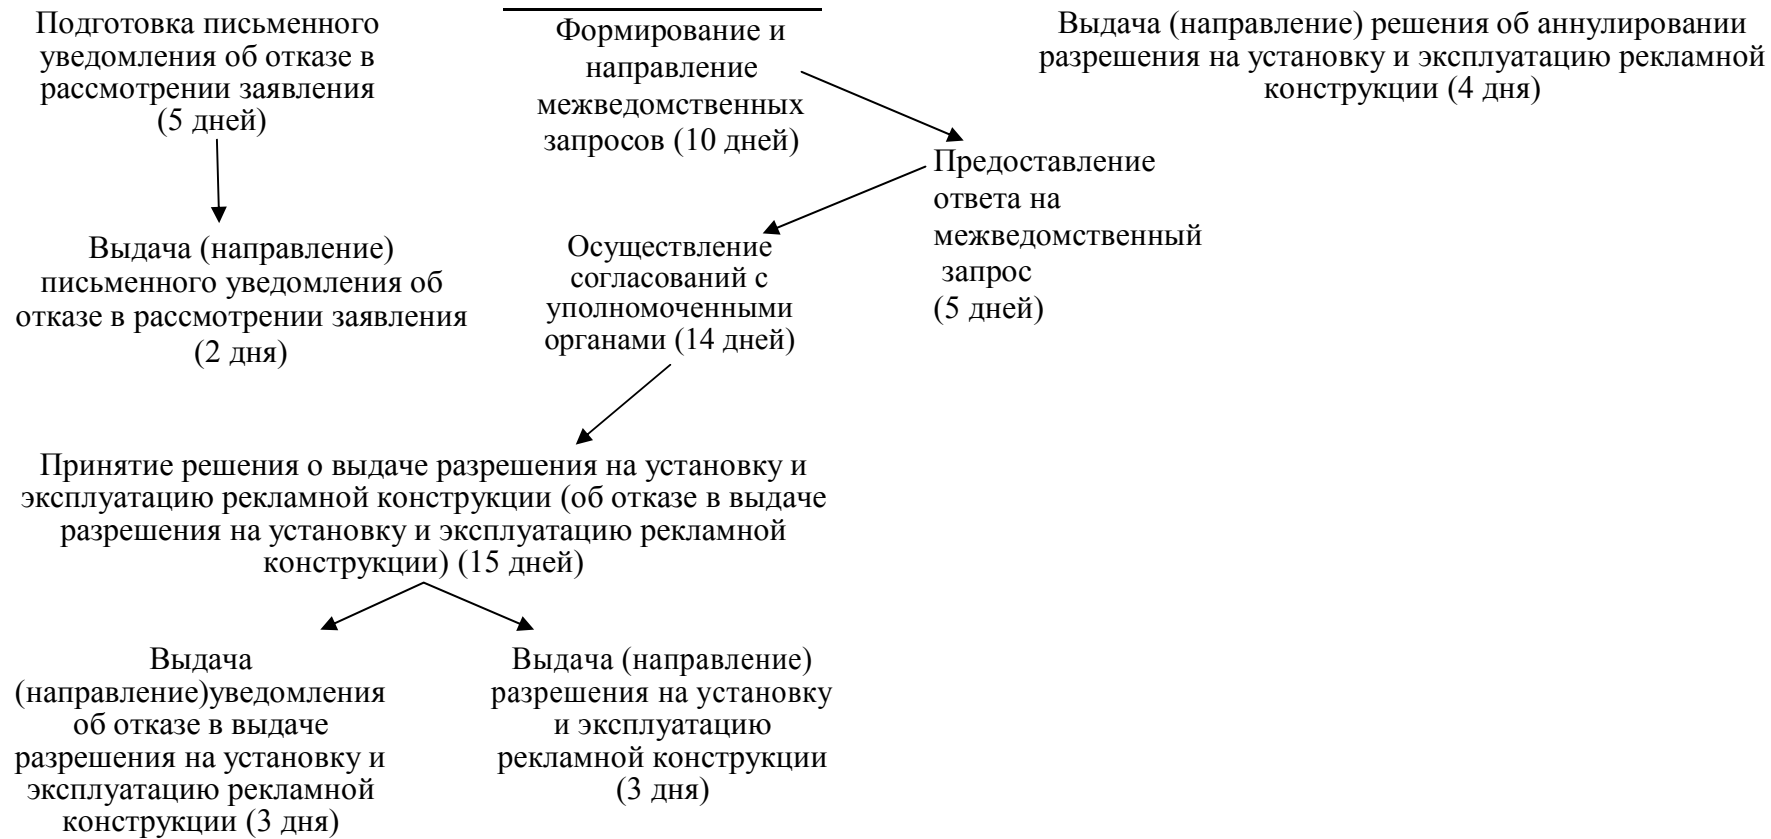 Подготовка письменного
уведомления об отказе в
рассмотрении заявления
(5 дней)
Формирование и
направление
межведомственных
запросов (10 дней)
Выдача (направление) решения об аннулировании
разрешения на установку и эксплуатацию рекламной
конструкции (4 дня)
Предоставление
ответа на
межведомственный
запрос
(5 дней)
Выдача (направление)
письменного уведомления об
отказе в рассмотрении заявления
(2 дня)
Осуществление
согласований с
уполномоченными
органами (14 дней)
Принятие решения о выдаче разрешения на установку и
эксплуатацию рекламной конструкции (об отказе в выдаче
разрешения на установку и эксплуатацию рекламной
конструкции) (15 дней)
Выдача
(направление)уведомления
об отказе в выдаче
разрешения на установку и
эксплуатацию рекламной
конструкции (3 дня)
Выдача (направление)
разрешения на установку
и эксплуатацию
рекламной конструкции
(3 дня)